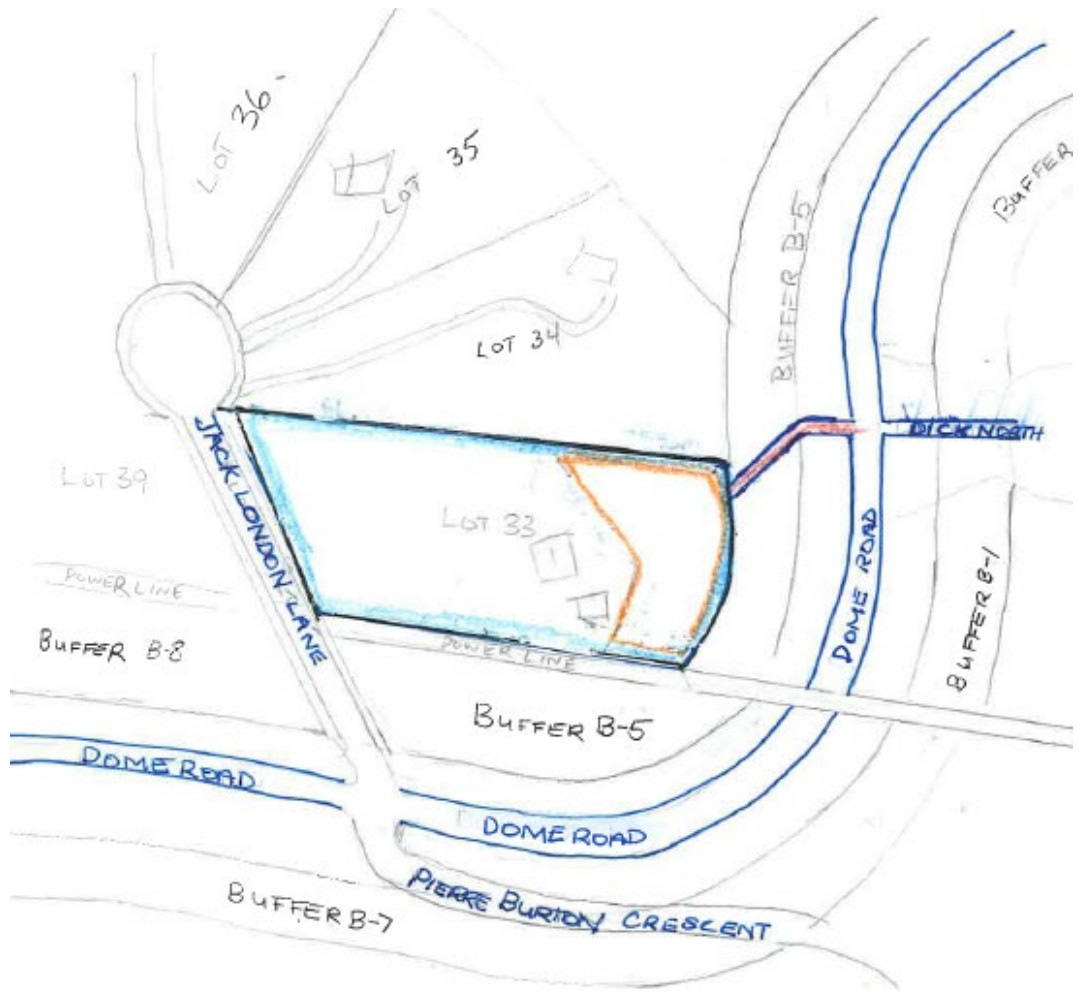 LOT 36
LOT 35
BUFFER
BUFFER B-5
LOT 34
JACK LONDON LANE
DICK NORTH
LOT 39
LOT 33
POWER LINE
DOME ROAD
BUFFER B-1
BUFFER B-8
POWER LINE
BUFFER B-5
DOME ROAD
DOME ROAD
PIERRE BURTON CRESCENT
BUFFER B-7